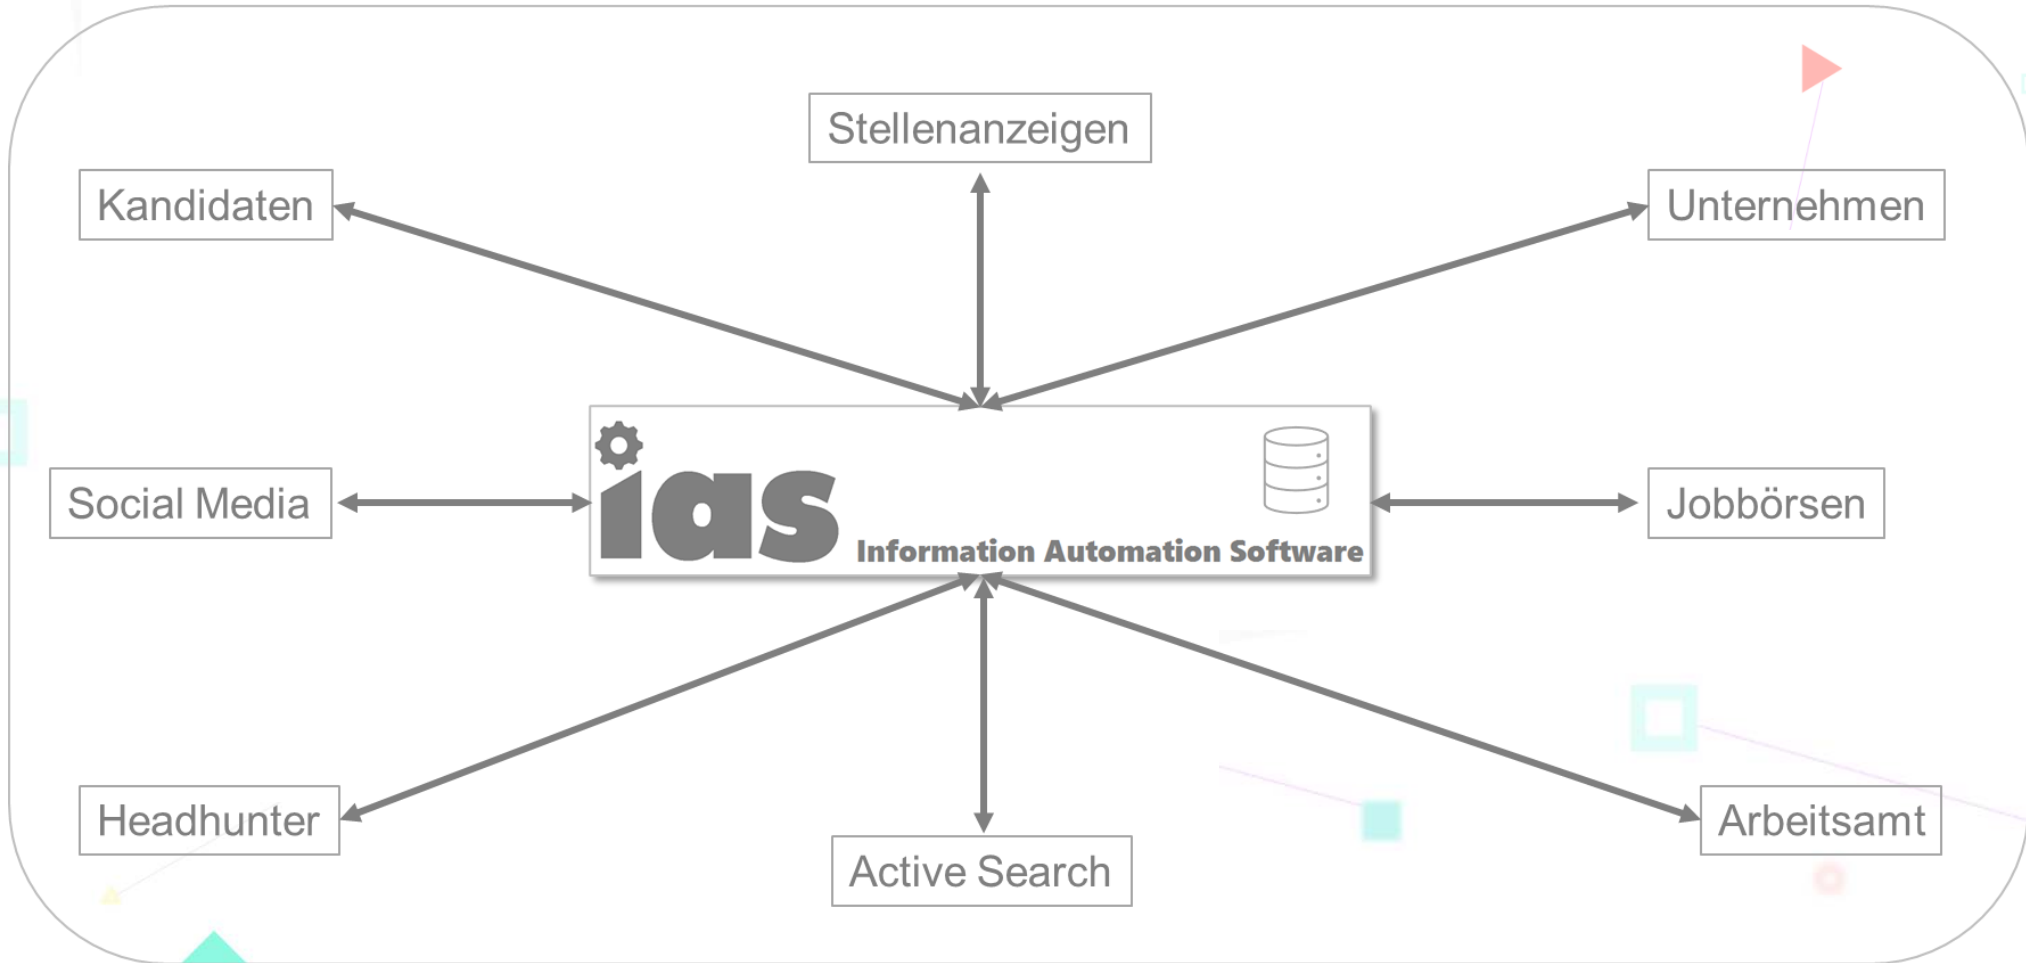 Stellenanzeigen
Kandidaten
Unternehmen
ias
Information Automation Software
Social Media
Jobbörsen
Headhunter
Arbeitsamt
Active Search